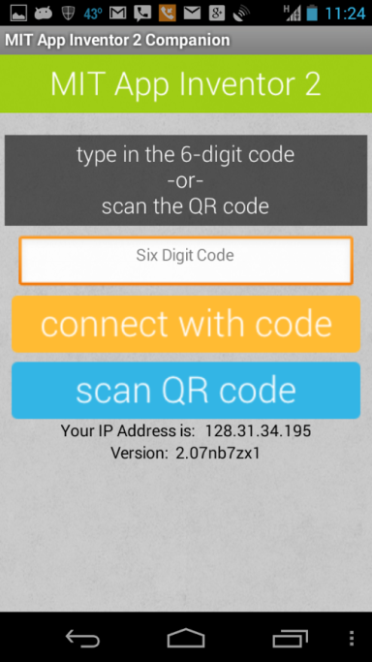 43° 11:24
MIT App Inventor 2 Companion
MIT App Inventor 2
type in the 6-digit code
-or-
scan the QR code
Six Digit Code
connect with code
scan QR code
Your IP Address is: 128.31.34.195
Version: 2.07nb7zx1